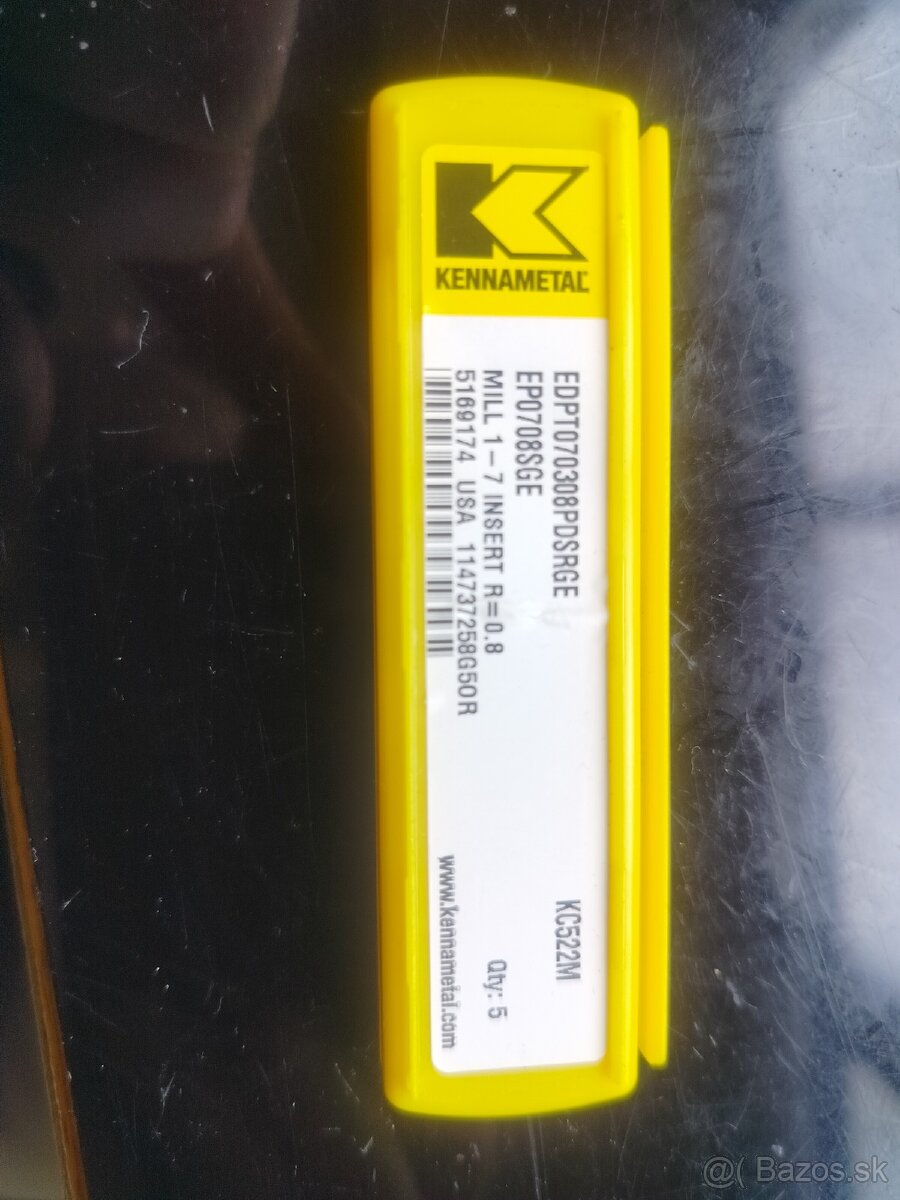 KENNAMETAL
EDPT070308PDSRGE KC522M
EP0708SGE
MILL 1-7 INSERT R=0.8 Qty: 5
5169174 USA 114737258G50R
www.kennametal.com
@( Bazos.sk